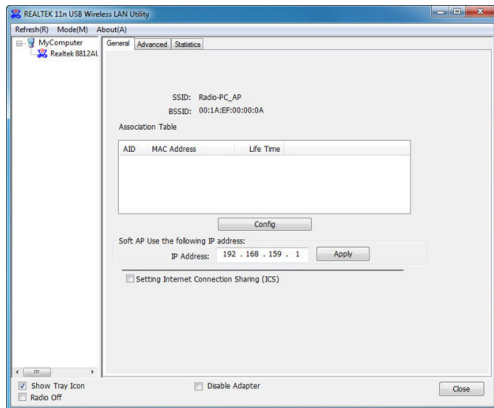 REALTEK 11n USB Wireless LAN Utility
Refresh(R) Mode(M) About(A)
MyComputer
Realtek 8812AU
General Advanced Statistics
SSID: Radio-PC_AP
BSSID: 00:1A:EF:00:00:0A
Association Table
AID MAC Address Life Time
Config
Soft AP Use the following IP address:
IP Address: 192 . 168 . 159 . 1 Apply
Setting Internet Connection Sharing (ICS)
Show Tray Icon
Radio Off
Disable Adapter
Close